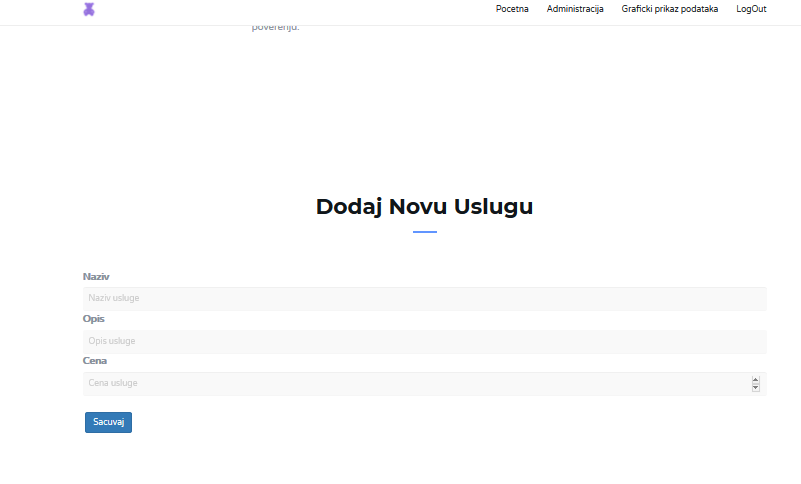 Pocetna Administracija Graficki prikaz podataka LogOut
poverenju.
Dodaj Novu Uslugu
Naziv
Naziv usluge
Opis
Opis usluge
Cena
Cena usluge
Sacuvaj